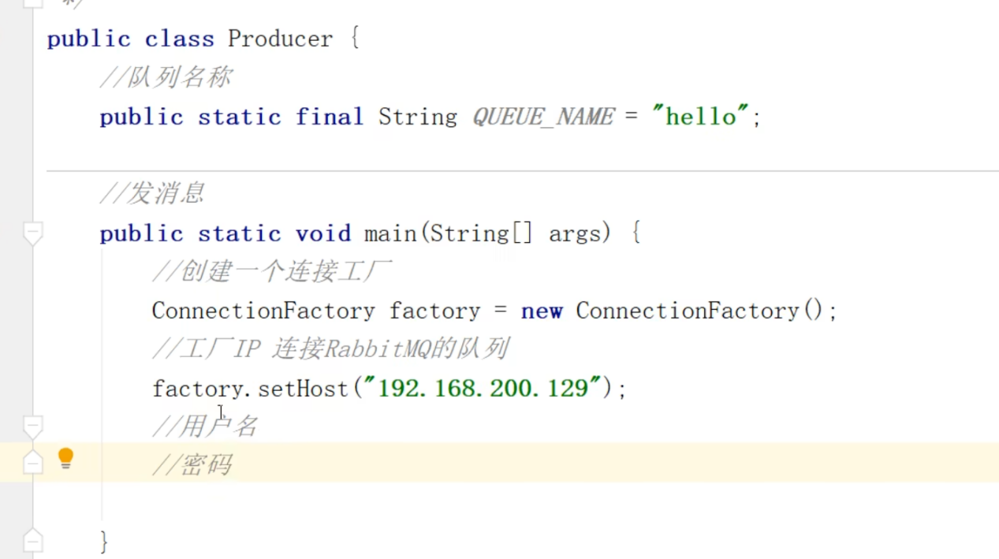 */
public class Producer {
//队列名称
public static final String QUEUE_NAME = "hello";
//发消息
public static void main(String[] args) {
//创建一个连接工厂
ConnectionFactory factory = new ConnectionFactory();
//工厂IP 连接RabbitMQ的队列
factory.setHost("192.168.200.129");
//用户名
//密码
}